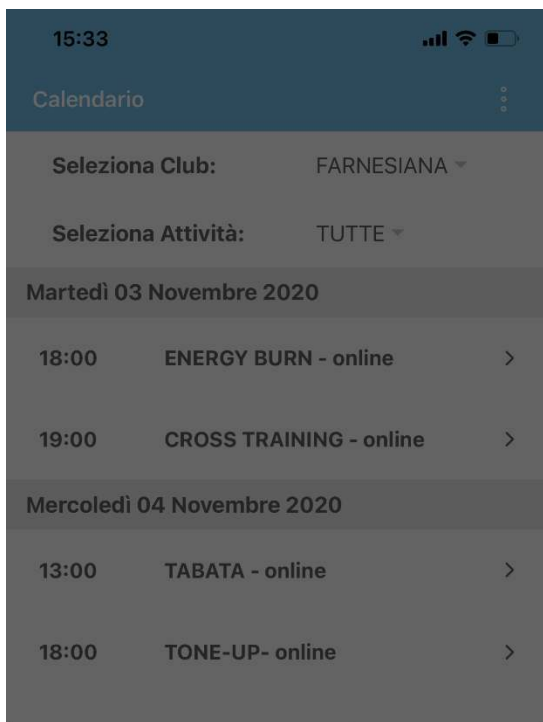 15:33
Calendario
Seleziona Club: FARNESIANA
Seleziona Attività: TUTTE
Martedì 03 Novembre 2020
18:00 ENERGY BURN - online
19:00 CROSS TRAINING - online
Mercoledì 04 Novembre 2020
13:00 TABATA - online
18:00 TONE-UP- online